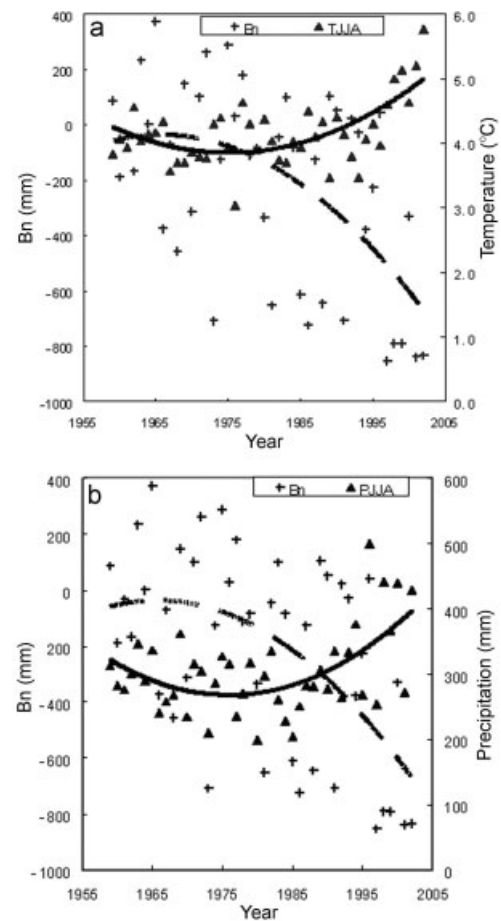 a
+ Bn ▲ TJJA
400
200
0
-200
-400
-600
-800
-1000
Bn (mm)
6.0
5.0
4.0
3.0
2.0
1.0
0.0
Temperature (°C)
1955 1965 1975 1985 1995 2005
Year
b
+ Bn ▲ PJJA
400
200
0
200
-400
-600
-800
-1000
Bn (mm)
600
500
400
300
200
100
0
Precipitation (mm)
1955 1965 1975 1985 1995 2005
Year